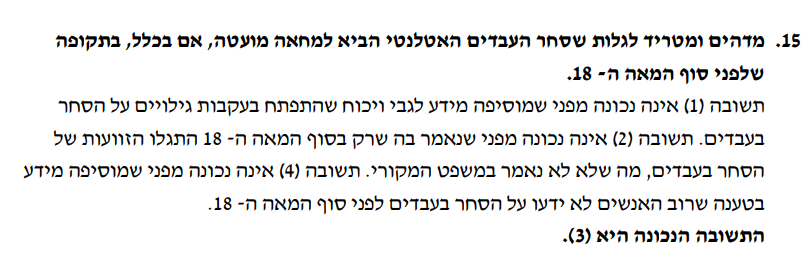 15. מדהים ומטריד לגלות שסחר העבדים האטלנטי הביא למחאה מועטה, אם בכלל, בתקופה
שלפני סוף המאה ה- 18.
תשובה (1) אינה נכונה מפני שמוסיפה מידע לגבי ויכוח שהתפתח בעקבות גילויים על הסחר
בעבדים. תשובה (2) אינה נכונה מפני שנאמר בה שרק בסוף המאה ה- 18 התגלו הזוועות של
הסחר בעבדים, מה שלא לא נאמר במשפט המקורי. תשובה (4) אינה נכונה מפני שמוסיפה מידע
בטענה שרוב האנשים לא ידעו על הסחר בעבדים לפני סוף המאה ה- 18.
התשובה הנכונה היא (3).